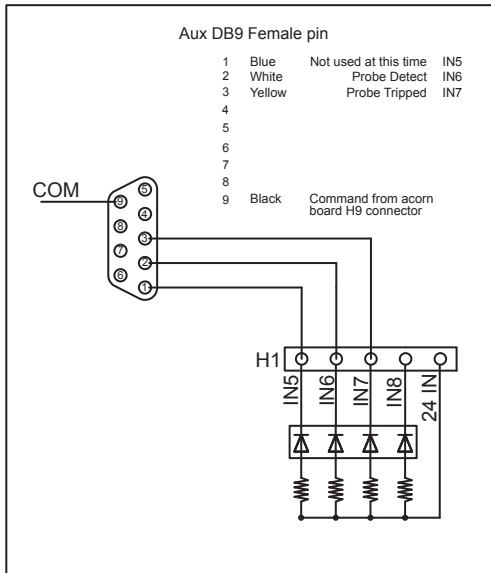 Aux DB9 Female pin
1 Blue Not used at this time IN5
2 White Probe Detect IN6
3 Yellow Probe Tripped IN7
4
5
6
7
8
9 Black Command from acorn
board H9 connector
COM
5
9
4
8
3
7
2
6
1
H1
IN5
IN6
IN7
IN8
24 IN